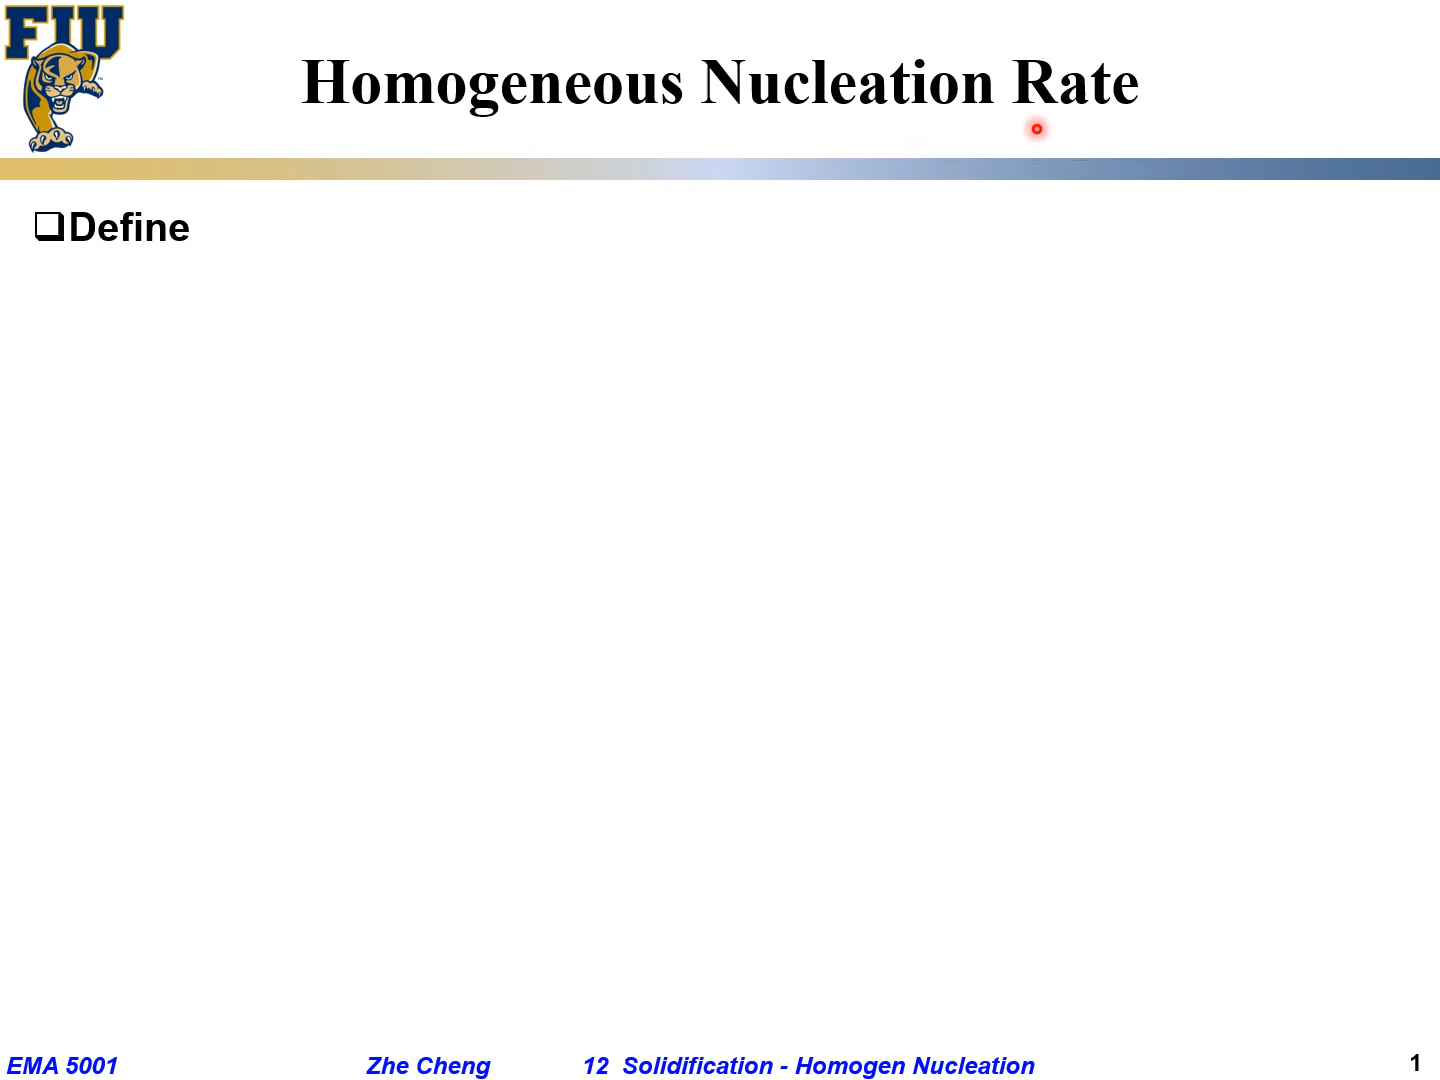 FIU
Homogeneous Nucleation Rate
❑Define
EMA 5001 Zhe Cheng 12 Solidification - Homogen Nucleation 1